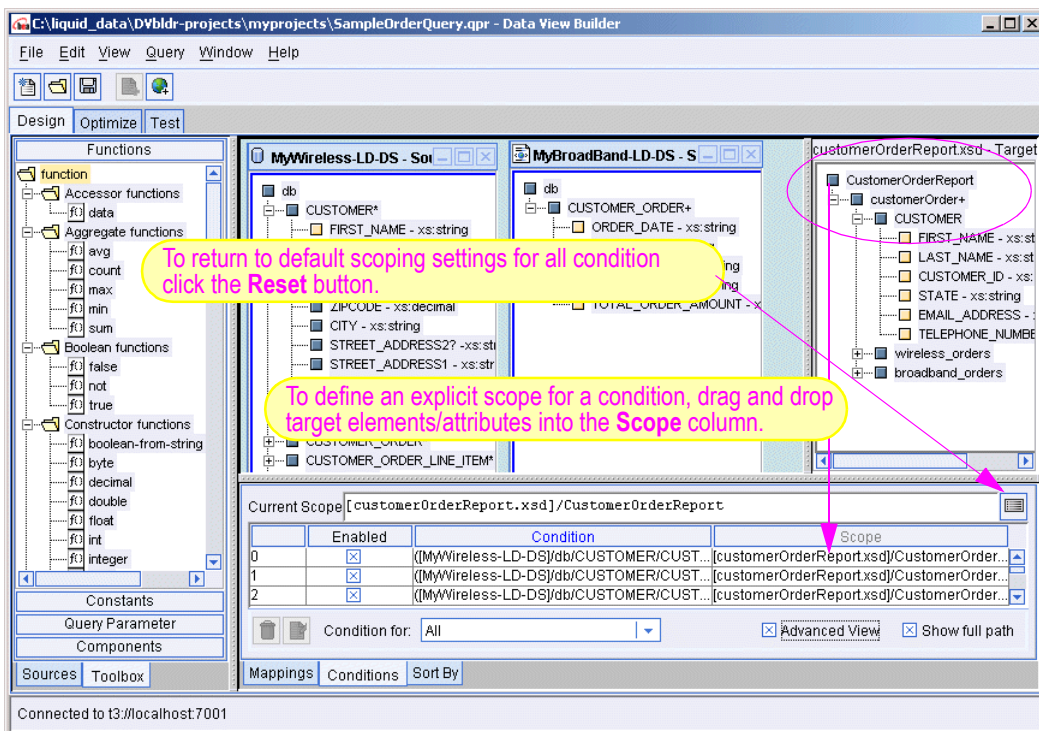 C:\liquid_data\DVbldr-projects\myprojects\SampleOrderQuery.qpr - Data View Builder
File Edit View Query Window Help
Design Optimize Test
Functions
function
Accessor functions
f() data
Aggregate functions
f() avg
f() count
f() max
f() min
f() sum
Boolean functions
f() false
f() not
f() true
Constructor functions
f() boolean-from-string
f() byte
f() decimal
f() double
f() float
f() int
f() integer
Constants
Query Parameter
Components
Sources Toolbox
MyWireless-LD-DS - Sou
db
CUSTOMER*
FIRST_NAME - xs:string
ZIPCODE - xs:decimal
CITY - xs:string
STREET_ADDRESS2? -xs:stri
STREET_ADDRESS1 - xs:str
CUSTOMER_ORDER
CUSTOMER_ORDER_LINE_ITEM*
MyBroadBand-LD-DS - S
db
CUSTOMER_ORDER+
ORDER_DATE - xs:string
ng
ing
TOTAL_ORDER_AMOUNT - x
customerOrderReport.xsd - Target
CustomerOrderReport
customerOrder+
CUSTOMER
FIRST_NAME - xs:st
LAST_NAME - xs:st
CUSTOMER_ID - xs:
STATE - xs:string
EMAIL_ADDRESS - :
TELEPHONE_NUMBE
wireless_orders
broadband_orders
To return to default scoping settings for all condition
click the Reset button.
To define an explicit scope for a condition, drag and drop
target elements/attributes into the Scope column.
Current Scope [customerOrderReport.xsd]/CustomerOrderReport
Enabled Condition Scope
0 ([MyWireless-LD-DS]/db/CUSTOMER/CUST... [customerOrderReport.xsd]/CustomerOrder...
1 ([MyWireless-LD-DS]/db/CUSTOMER/CUST... [customerOrderReport.xsd]/CustomerOrder...
2 ([MyWireless-LD-DS]/db/CUSTOMER/CUST... [customerOrderReport.xsd]/CustomerOrder...
Condition for: All Advanced View Show full path
Mappings Conditions Sort By
Connected to t3://localhost:7001